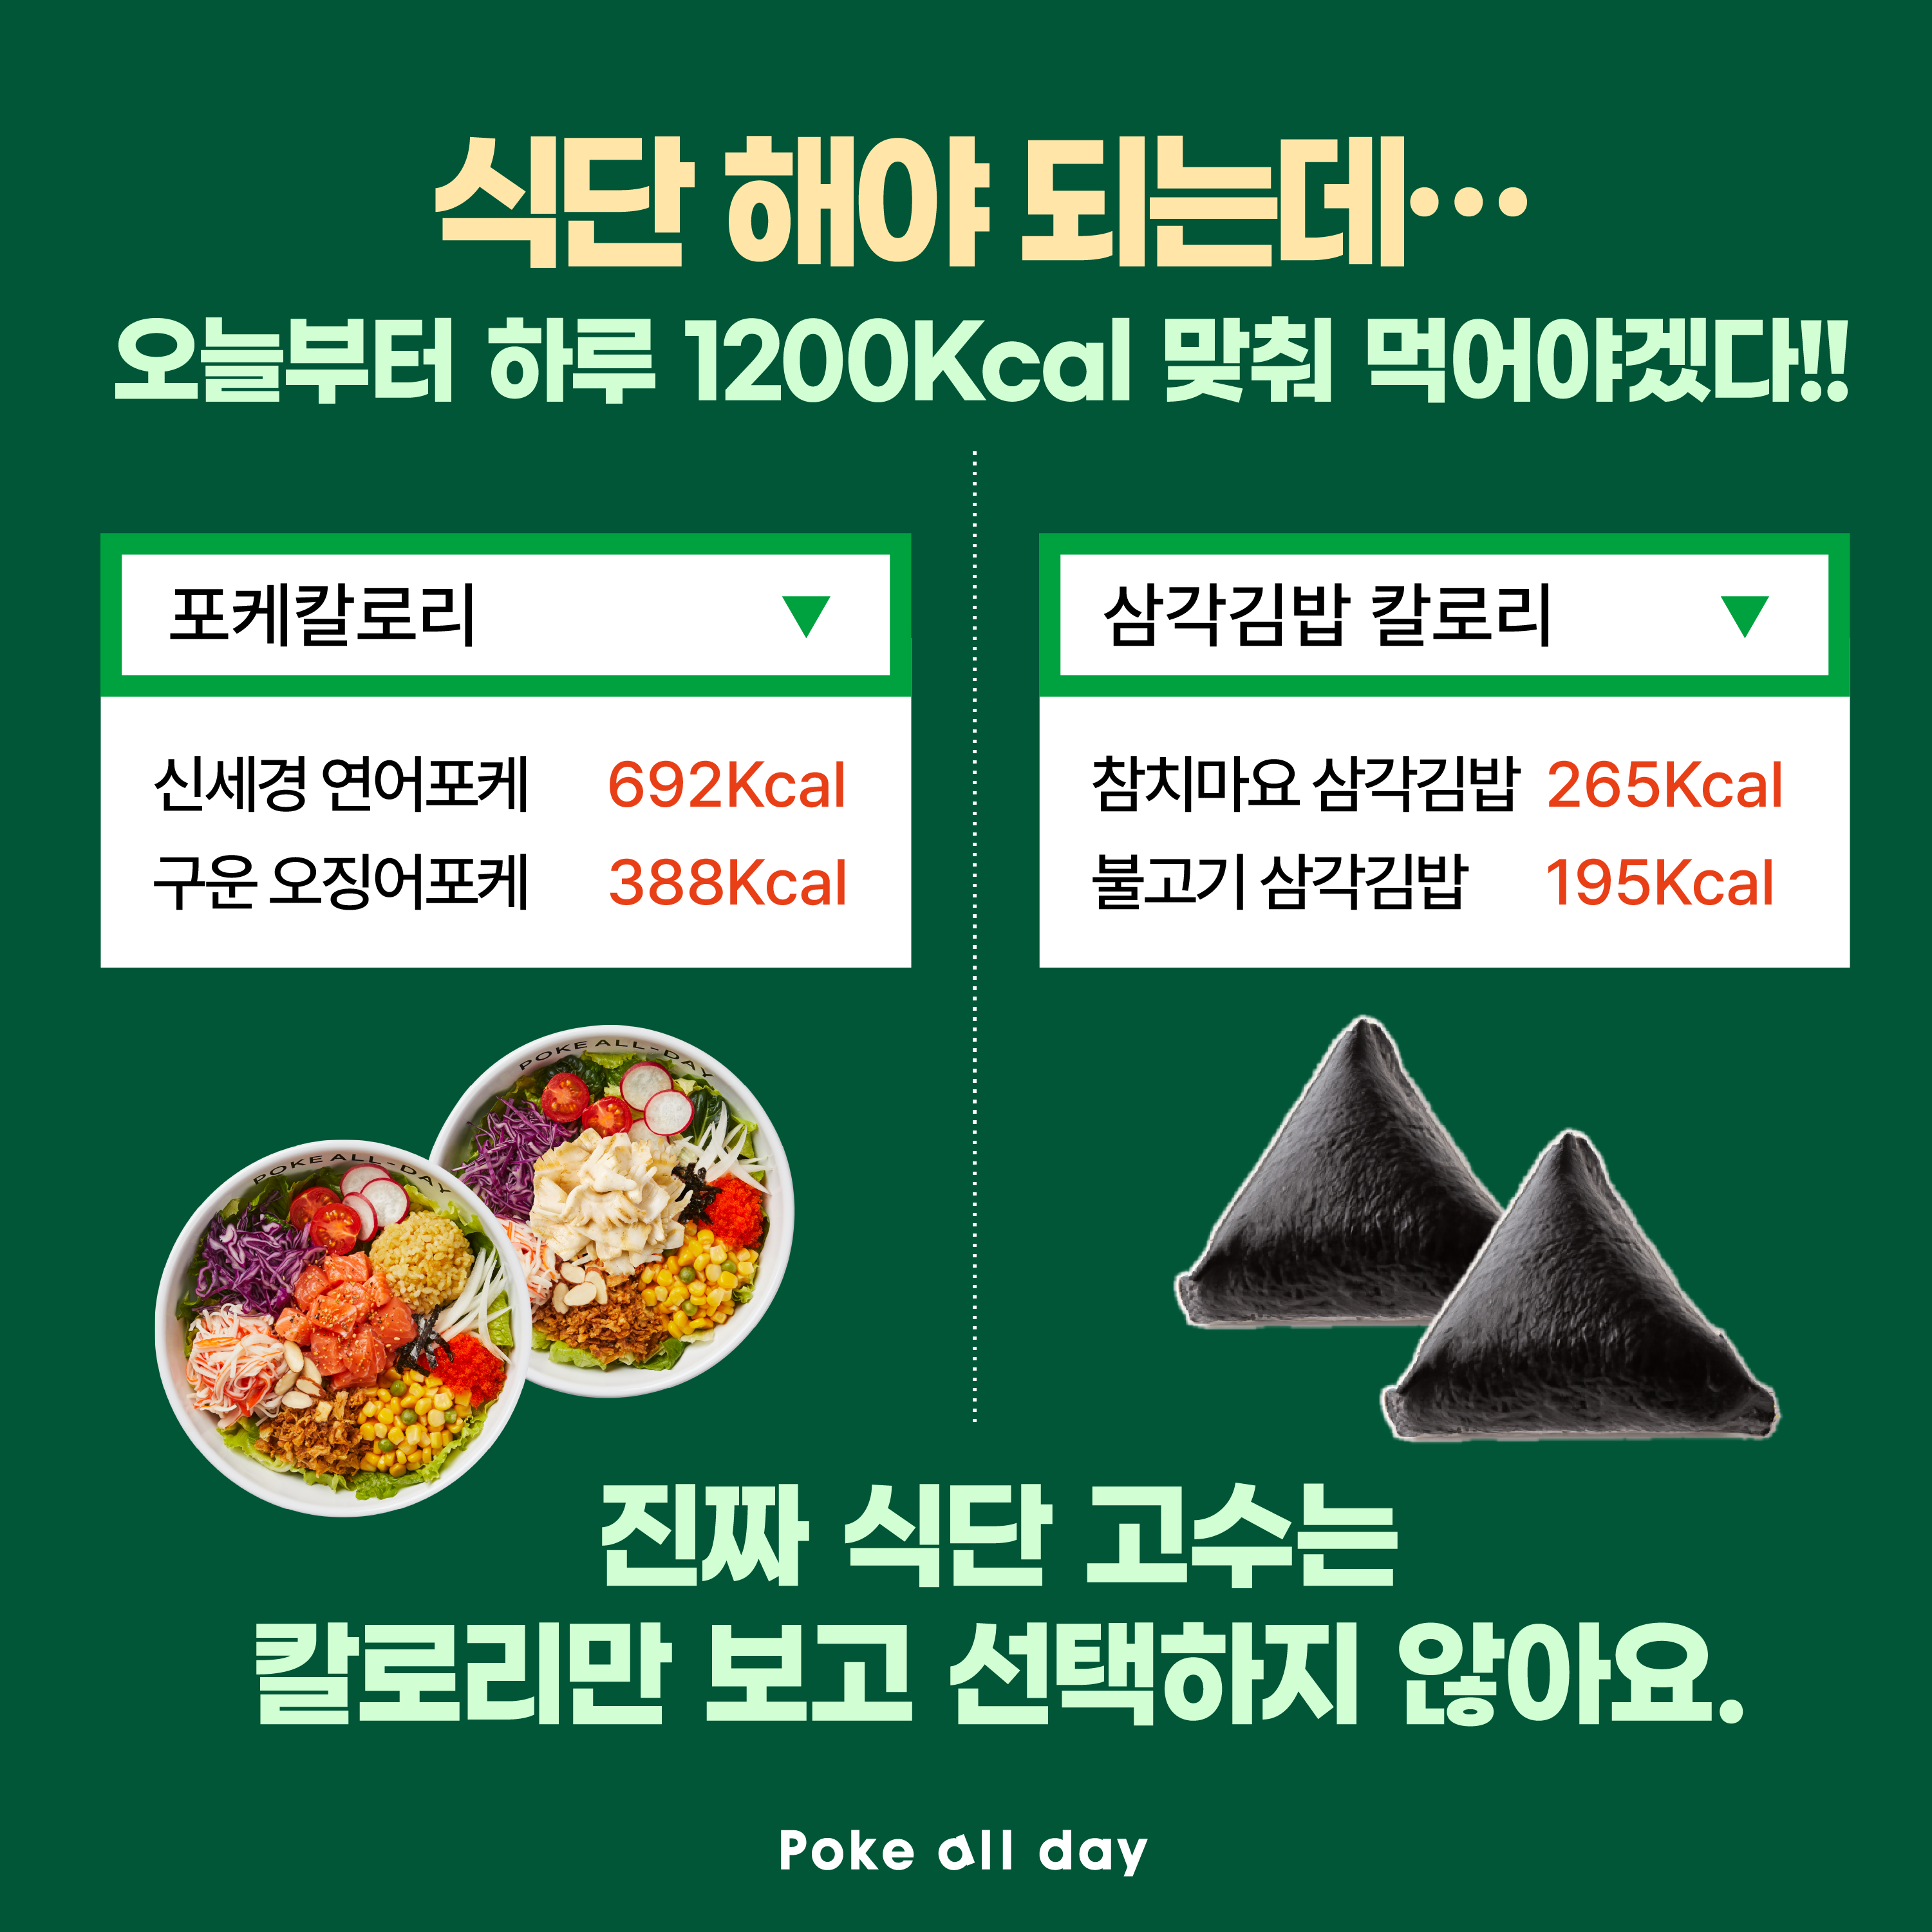 식단 해야 되는데...
오늘부터 하루 1200Kcal 맞춰 먹어야겠다!!
포케칼로리 ▼
신세경 연어포케 692Kcal
구운 오징어포케 388Kcal
삼각김밥 칼로리 ▼
참치마요 삼각김밥 265Kcal
불고기 삼각김밥 195Kcal
POKE ALL-DAY
POKE ALL-DAY
진짜 식단 고수는
칼로리만 보고 선택하지 않아요.
Poke all day